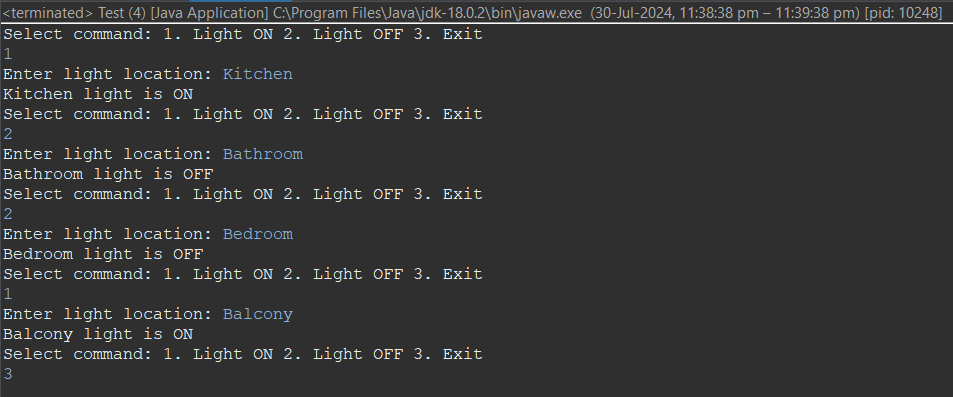 <terminated> Test (4) [Java Application] C:\Program Files\Java\jdk-18.0.2\bin\javaw.exe (30-Jul-2024, 11:38:38 pm – 11:39:38 pm) [pid: 10248]
Select command: 1. Light ON 2. Light OFF 3. Exit
1
Enter light location: Kitchen
Kitchen light is ON
Select command: 1. Light ON 2. Light OFF 3. Exit
2
Enter light location: Bathroom
Bathroom light is OFF
Select command: 1. Light ON 2. Light OFF 3. Exit
2
Enter light location: Bedroom
Bedroom light is OFF
Select command: 1. Light ON 2. Light OFF 3. Exit
1
Enter light location: Balcony
Balcony light is ON
Select command: 1. Light ON 2. Light OFF 3. Exit
3